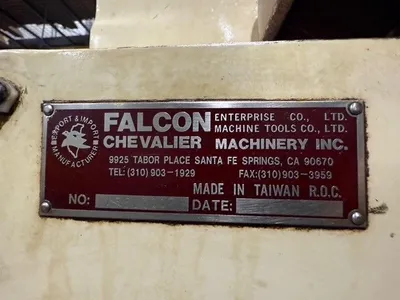 EXPORT & IMPORT
MANUFACTURER
FALCON ENTERPRISE CO., LTD.
MACHINE TOOLS CO., LTD.
CHEVALIER MACHINERY INC.
9925 TABOR PLACE SANTA FE SPRINGS, CA 90670
TEL:(310)903-1929 FAX:(310)903-3959
MADE IN TAIWAN R.O.C.
NO: DATE: